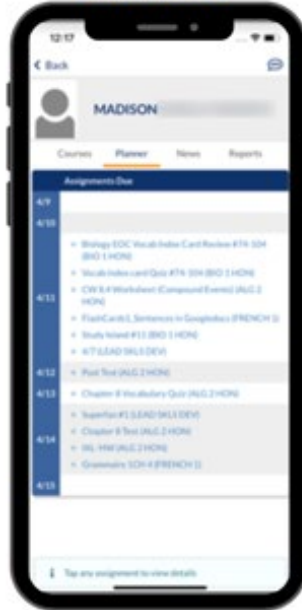 12:17
Back
MADISON
Courses Planner News Reports
Assignments Due
4/9
4/10
4/11
Biology EOC Vocab Index Card Review #74-104
(BIO 1 HON)
Vocab index card Quiz #74-104 (BIO 1 HON)
CW 8.4 Worksheet (Compound Events) (ALG 2
HON)
FlashCards1_Sentences in Googledocs (FRENCH 1)
Study Island #11 (BIO 1 HON)
4/7 (LEAD SKLS DEV)
4/12
Post Test (ALG 2 HON)
4/13
Chapter 8 Vocabulary Quiz (ALG 2 HON)
4/14
Superfan #1 (LEAD SKLS DEV)
Chapter 8 Test (ALG 2 HON)
HW (ALG 2 HON)
Grammaire (FRENCH 1)
4/15
Tap any assignment to view details